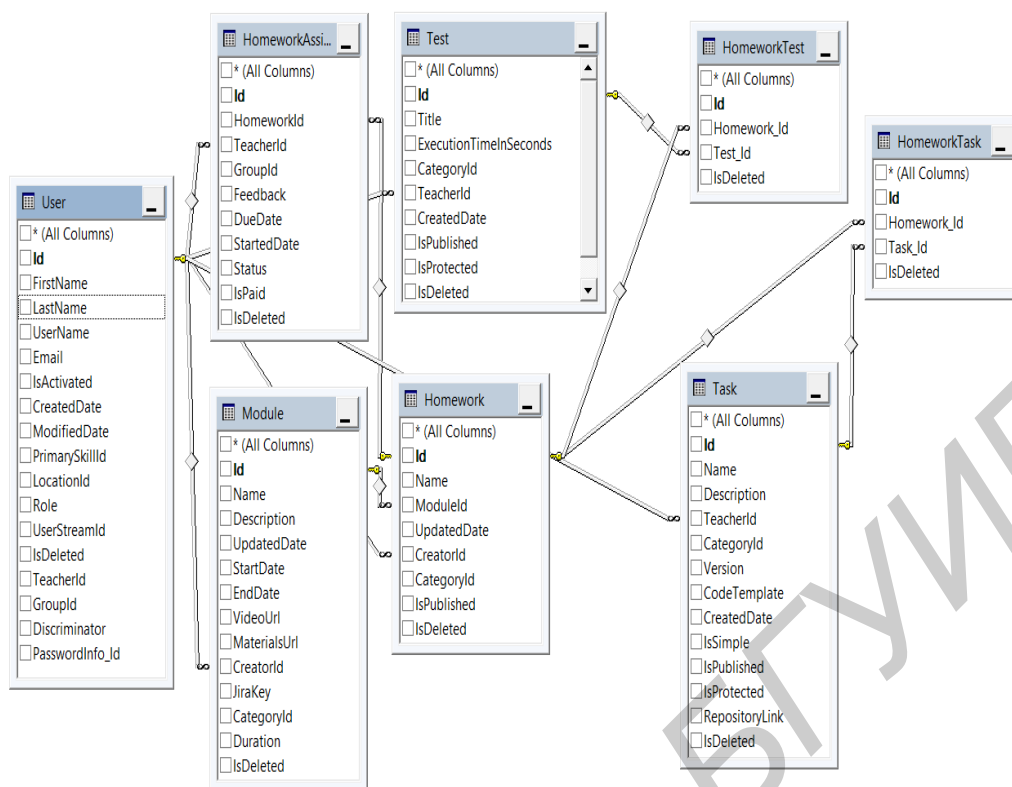 User
* (All Columns)
Id
FirstName
LastName
UserName
Email
IsActivated
CreatedDate
ModifiedDate
PrimarySkillId
LocationId
Role
UserStreamId
IsDeleted
TeacherId
GroupId
Discriminator
PasswordInfo_Id
HomeworkAssi...
* (All Columns)
Id
HomeworkId
TeacherId
GroupId
Feedback
DueDate
StartedDate
Status
IsPaid
IsDeleted
Module
* (All Columns)
Id
Name
Description
UpdatedDate
StartDate
EndDate
VideoUrl
MaterialsUrl
CreatorId
JiraKey
CategoryId
Duration
IsDeleted
Test
* (All Columns)
Id
Title
ExecutionTimeInSeconds
CategoryId
TeacherId
CreatedDate
IsPublished
IsProtected
IsDeleted
Homework
* (All Columns)
Id
Name
ModuleId
UpdatedDate
CreatorId
CategoryId
IsPublished
IsDeleted
HomeworkTest
* (All Columns)
Id
Homework_Id
Test_Id
IsDeleted
HomeworkTask
* (All Columns)
Id
Homework_Id
Task_Id
IsDeleted
Task
* (All Columns)
Id
Name
Description
TeacherId
CategoryId
Version
CodeTemplate
CreatedDate
IsSimple
IsPublished
IsProtected
RepositoryLink
IsDeleted
БГУИР